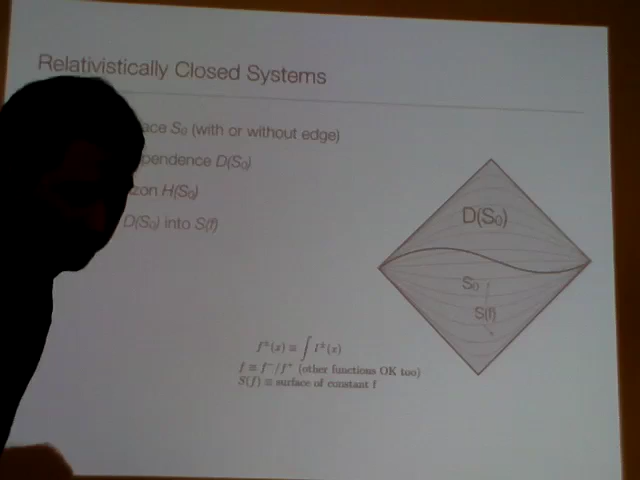 Relativistically Closed Systems
ace S₀ (with or without edge)
pendence D(S₀)
zon H(S₀)
D(S₀) into S(f)
D(S₀)
S₀
S(f)
f^±(x) ≡ ∫ I^±(x)
f ≡ f⁻/f⁺ (other functions OK too)
S(f) ≡ surface of constant f